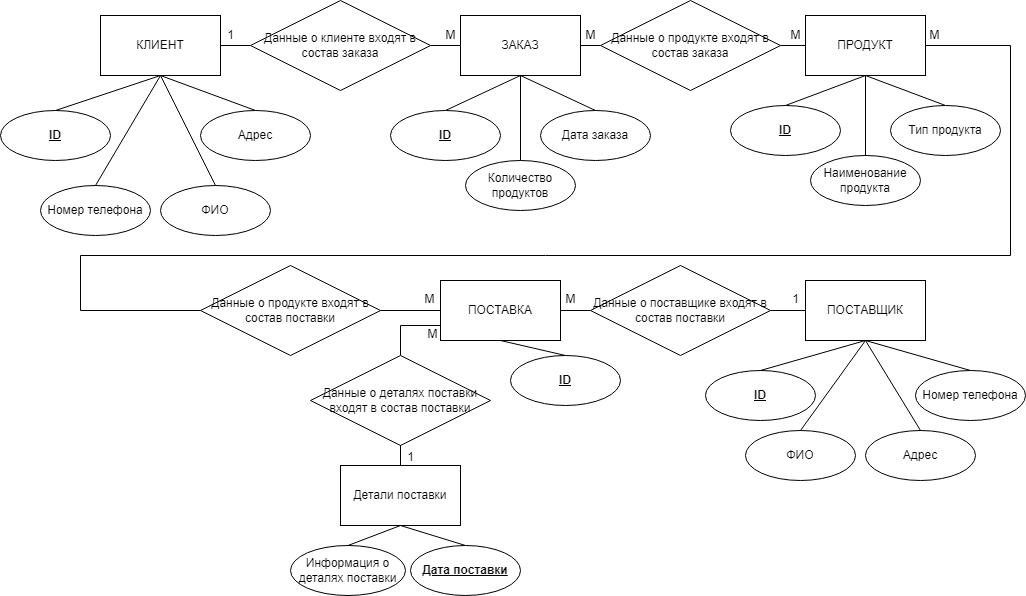 КЛИЕНТ
1
Данные о клиенте входят в
состав заказа
М
ЗАКАЗ
М
Данные о продукте входят в
состав заказа
М
ПРОДУКТ
М
ID
Адрес
Номер телефона
ФИО
ID
Дата заказа
Количество
продуктов
ID
Тип продукта
Наименование
продукта
Данные о продукте входят в
состав поставки
М
ПОСТАВКА
М
Данные о поставщике входят в
состав поставки
1
ПОСТАВЩИК
М
ID
Данные о деталях поставки
входят в состав поставки
1
Детали поставки
Информация о
деталях поставки
Дата поставки
ID
Номер телефона
ФИО
Адрес